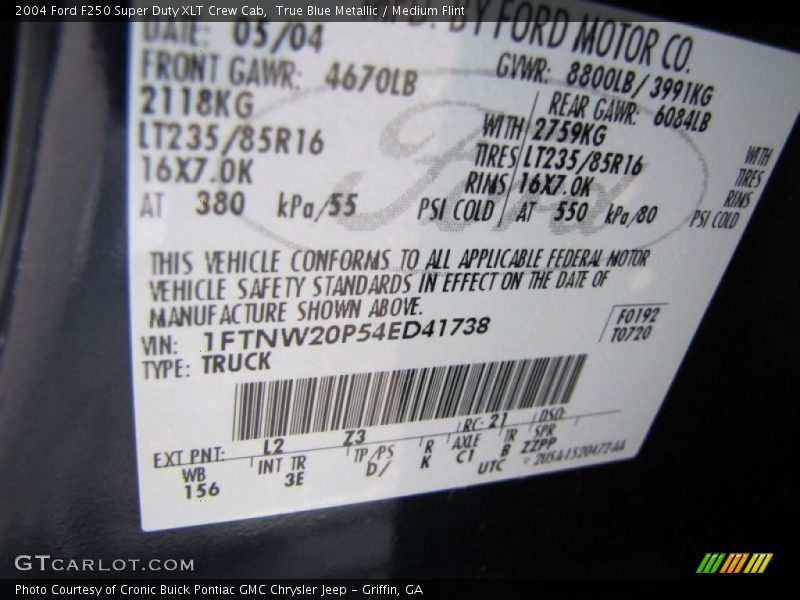 2004 Ford F250 Super Duty XLT Crew Cab,  True Blue Metallic / Medium Flint
BY FORD MOTOR CO.
DATE: 05/04
GVWR: 8800LB/3991KG
FRONT GAWR: 4670LB
REAR GAWR: 6084LB
2118KG
WITH 2759KG
WITH
LT235/85R16
TIRES LT235/85R16
TIRES
16X7.0K
RIMS 16X7.0K
RIMS
AT 380 kPa/55
PSI COLD AT 550 kPa/80
PSI COLD
Ford
THIS VEHICLE CONFORMS TO ALL APPLICABLE FEDERAL MOTOR
VEHICLE SAFETY STANDARDS IN EFFECT ON THE DATE OF
MANUFACTURE SHOWN ABOVE.
VIN: 1FTNW20P54ED41738
F0192
TYPE: TRUCK
T0720
EXT PNT: L2 Z3
RC: 21 DSO:
WB INT TR TP/PS R AXLE TR SPR
156 3E D/ K C1 B ZZPP
UTC
GTCARLOT.COM
Photo Courtesy of Cronic Buick Pontiac GMC Chrysler Jeep – Griffin, GA